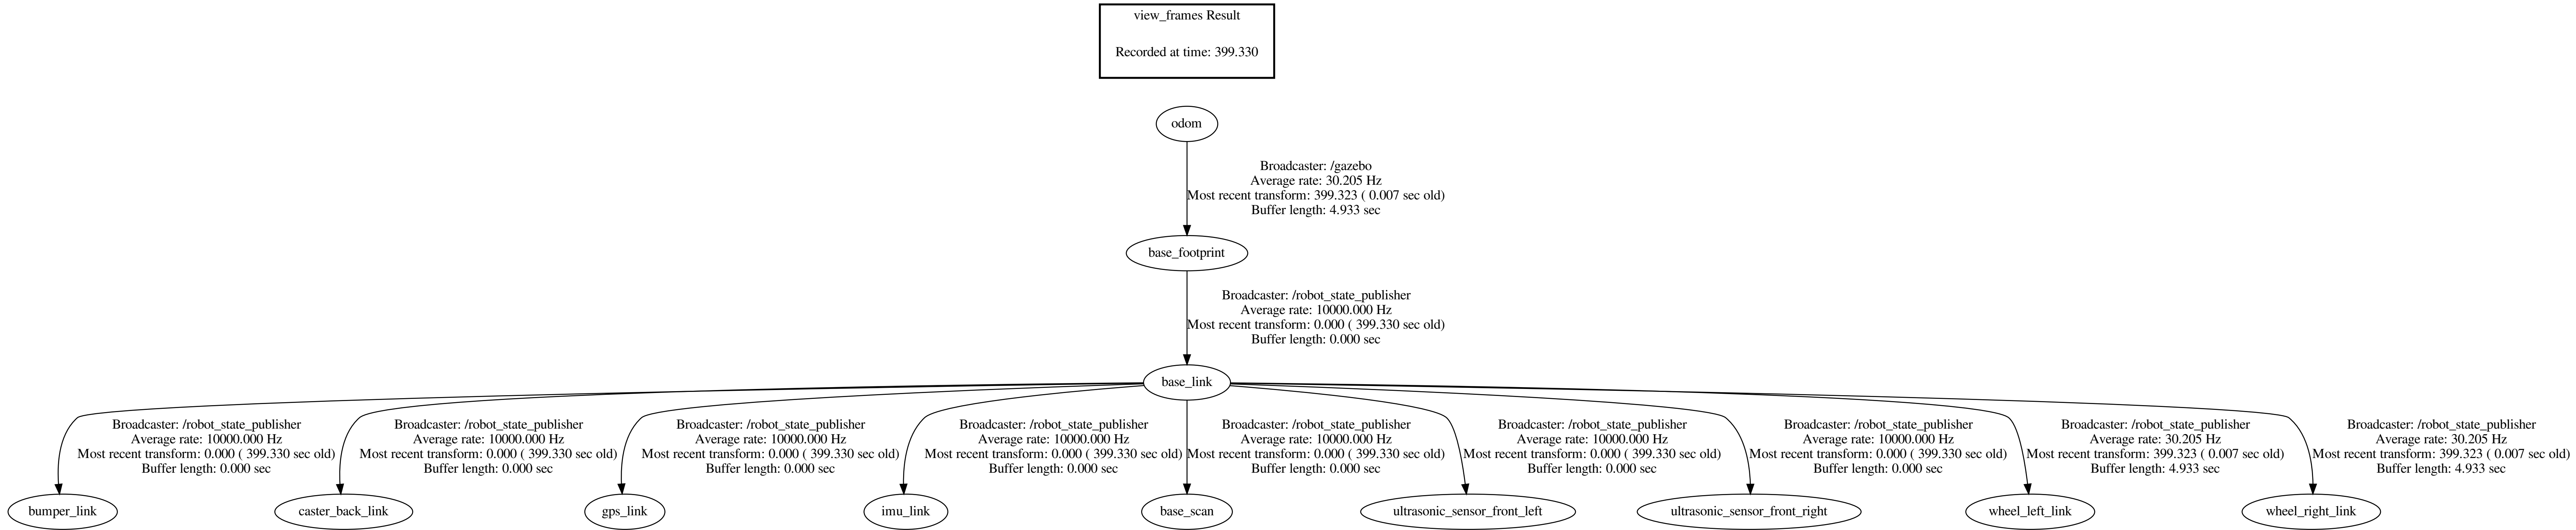 view_frames Result
Recorded at time: 399.330
odom
Broadcaster: /gazebo
Average rate: 30.205 Hz
Most recent transform: 399.323 ( 0.007 sec old)
Buffer length: 4.933 sec
base_footprint
Broadcaster: /robot_state_publisher
Average rate: 10000.000 Hz
Most recent transform: 0.000 ( 399.330 sec old)
Buffer length: 0.000 sec
base_link
Broadcaster: /robot_state_publisher
Average rate: 10000.000 Hz
Most recent transform: 0.000 ( 399.330 sec old)
Buffer length: 0.000 sec
Broadcaster: /robot_state_publisher
Average rate: 10000.000 Hz
Most recent transform: 0.000 ( 399.330 sec old)
Buffer length: 0.000 sec
Broadcaster: /robot_state_publisher
Average rate: 10000.000 Hz
Most recent transform: 0.000 ( 399.330 sec old)
Buffer length: 0.000 sec
Broadcaster: /robot_state_publisher
Average rate: 10000.000 Hz
Most recent transform: 0.000 ( 399.330 sec old)
Buffer length: 0.000 sec
Broadcaster: /robot_state_publisher
Average rate: 10000.000 Hz
Most recent transform: 0.000 ( 399.330 sec old)
Buffer length: 0.000 sec
Broadcaster: /robot_state_publisher
Average rate: 10000.000 Hz
Most recent transform: 0.000 ( 399.330 sec old)
Buffer length: 0.000 sec
Broadcaster: /robot_state_publisher
Average rate: 10000.000 Hz
Most recent transform: 0.000 ( 399.330 sec old)
Buffer length: 0.000 sec
Broadcaster: /robot_state_publisher
Average rate: 30.205 Hz
Most recent transform: 399.323 ( 0.007 sec old)
Buffer length: 4.933 sec
Broadcaster: /robot_state_publisher
Average rate: 30.205 Hz
Most recent transform: 399.323 ( 0.007 sec old)
Buffer length: 4.933 sec
bumper_link
caster_back_link
gps_link
imu_link
base_scan
ultrasonic_sensor_front_left
ultrasonic_sensor_front_right
wheel_left_link
wheel_right_link